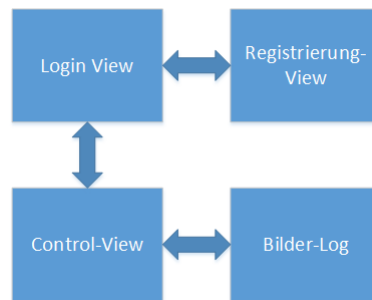 Login View
Registrierung-
View
Control-View
Bilder-Log